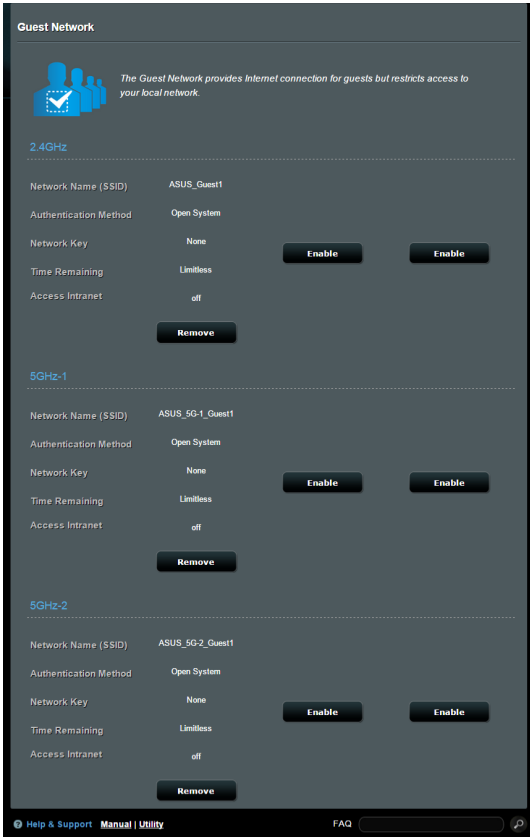 Guest Network
The Guest Network provides Internet connection for guests but restricts access to
your local network.
2.4GHz
Network Name (SSID) ASUS_Guest1
Authentication Method Open System
Network Key None
Enable Enable
Time Remaining Limitless
Access Intranet off
Remove
5GHz-1
Network Name (SSID) ASUS_5G-1_Guest1
Authentication Method Open System
Network Key None
Enable Enable
Time Remaining Limitless
Access Intranet off
Remove
5GHz-2
Network Name (SSID) ASUS_5G-2_Guest1
Authentication Method Open System
Network Key None
Enable Enable
Time Remaining Limitless
Access Intranet off
Remove
? Help & Support Manual | Utility FAQ